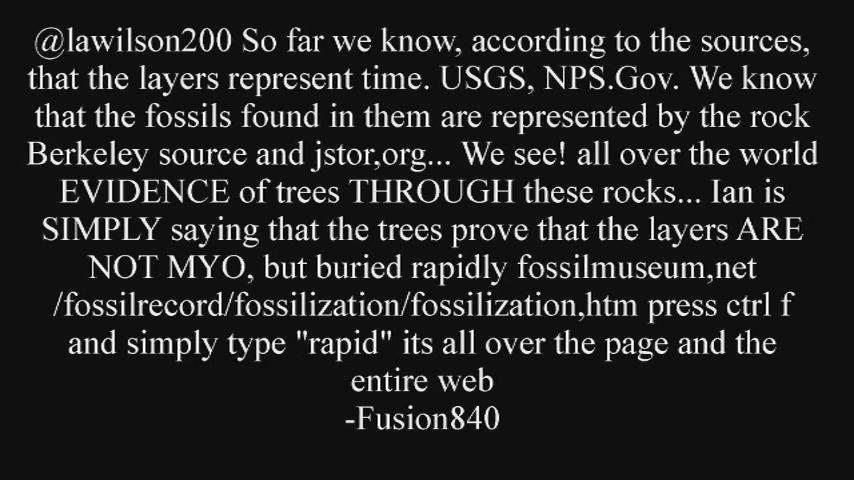 @lawilson200 So far we know, according to the sources,
that the layers represent time. USGS, NPS.Gov. We know
that the fossils found in them are represented by the rock
Berkeley source and jstor,org... We see! all over the world
EVIDENCE of trees THROUGH these rocks... Ian is
SIMPLY saying that the trees prove that the layers ARE
NOT MYO, but buried rapidly fossilmuseum,net
/fossilrecord/fossilization/fossilization,htm press ctrl f
and simply type "rapid" its all over the page and the
entire web
-Fusion840